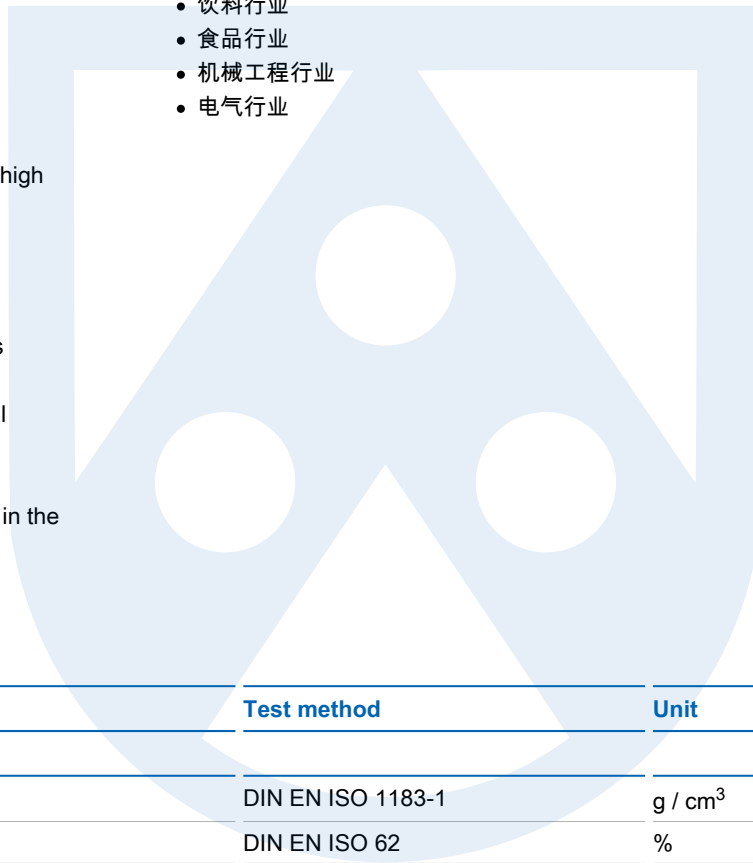 • 饮料行业
• 食品行业
• 机械工程行业
• 电气行业
high
s
l
in the
Test method Unit
DIN EN ISO 1183-1 g / cm³
DIN EN ISO 62 %